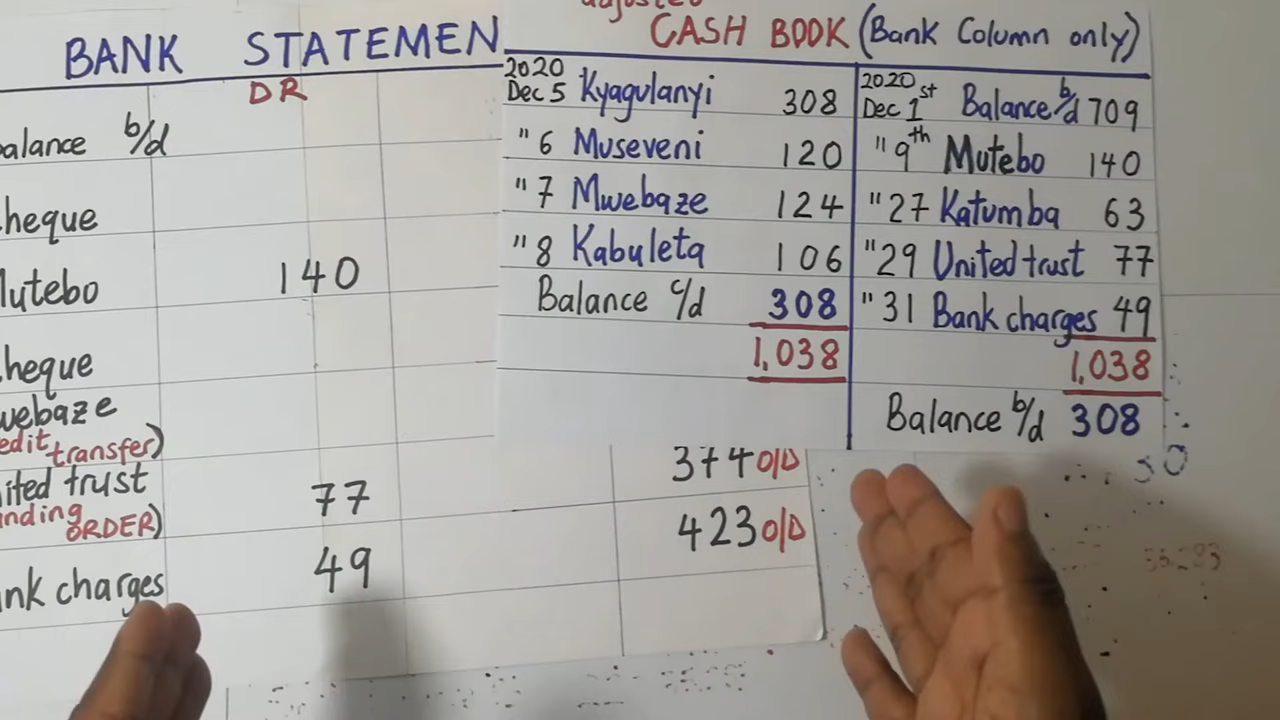 BANK STATEMEN
DR
alance b/d
heque
utebo 140
heque
webaze
edit transfer)
ited trust 77
nding ORDER)
nk charges 49
374 O/D
423 O/D
adjusted
CASH BOOK (Bank Column only)
2020
Dec 5 Kyagulanyi 308
" 6 Museveni 120
" 7 Mwebaze 124
" 8 Kabuleta 106
Balance c/d 308
1,038
2020
Dec 1st Balance b/d 709
" 9th Mutebo 140
" 27 Katumba 63
" 29 United trust 77
" 31 Bank charges 49
1,038
Balance b/d 308